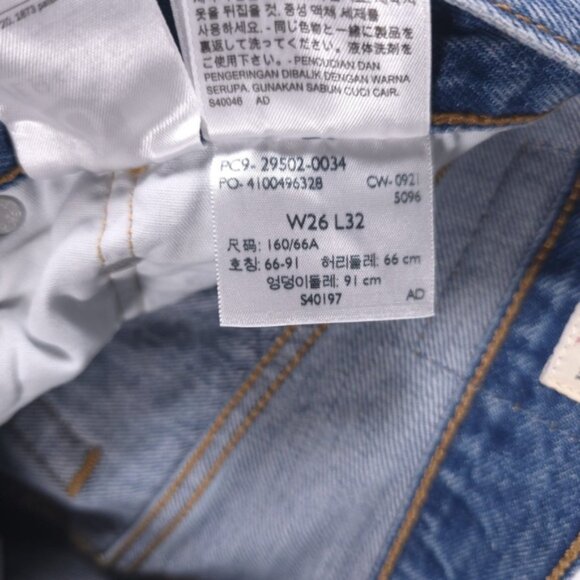 20, 1873
옷을 뒤집을 것, 중성 액체 세제를
사용하세요. - 同じ色物と一緒に製品を
裏返して洗ってください。液体洗剤をご
使用下さい。 - PENCUCIAN DAN
PENGERINGAN DIBALIK DENGAN WARNA
SERUPA, GUNAKAN SABUN CUCI CAIR.
S40046 AD
PC9- 29502-0034
PO- 4100496328 CW- 0921
5096
W26 L32
尺码: 160/66A
호칭: 66-91 허리둘레: 66 cm
엉덩이둘레: 91 cm
S40197 AD